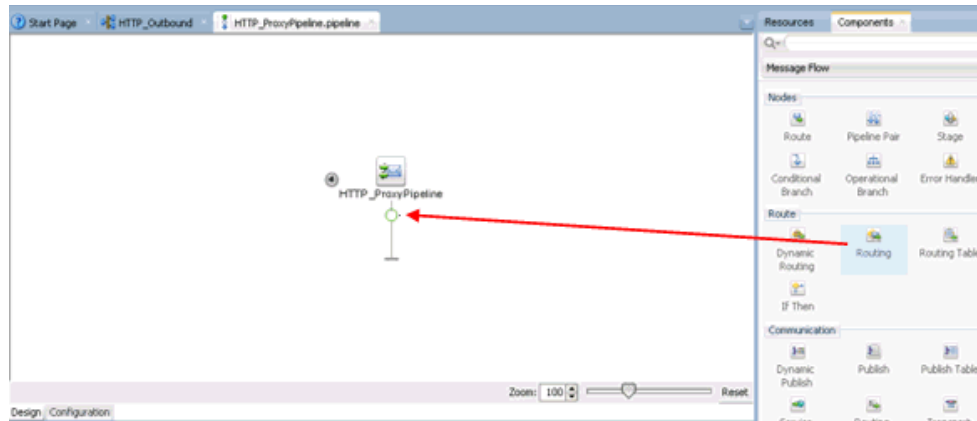 Start Page
HTTP_Outbound
HTTP_ProxyPipeline.pipeline
Resources
Components
Message Flow
Nodes
Route
Pipeline Pair
Stage
Conditional Branch
Operational Branch
Error Handler
Route
Dynamic Routing
Routing
Routing Table
If Then
Communication
Dynamic Publish
Publish
Publish Table
HTTP_ProxyPipeline
Zoom: 100
Reset
Design
Configuration